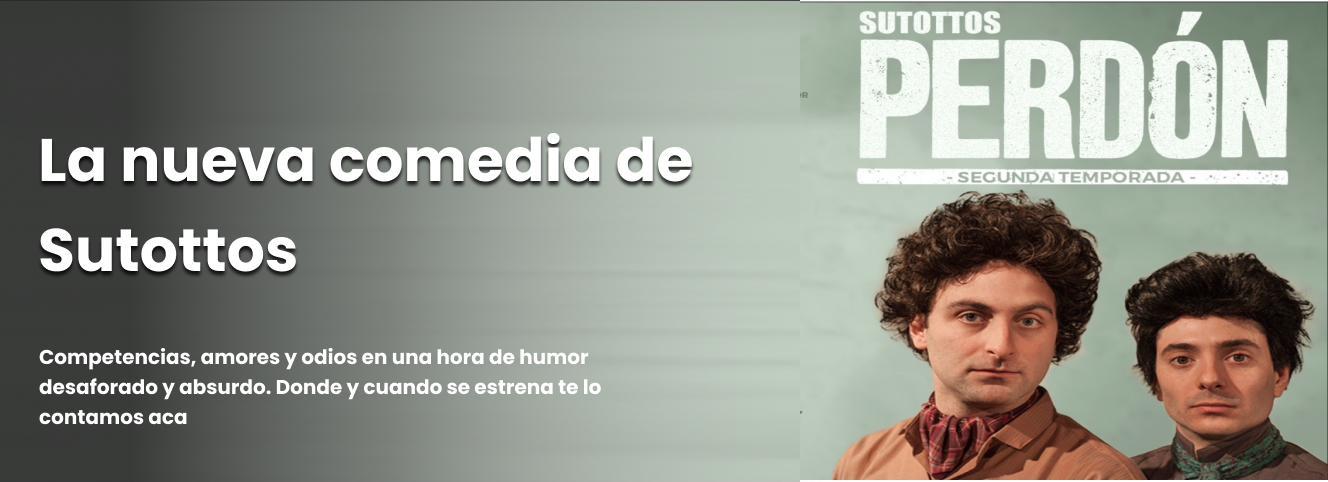 La nueva comedia de
Sutottos
Competencias, amores y odios en una hora de humor
desaforado y absurdo. Donde y cuando se estrena te lo
contamos aca
SUTOTTOS
PERDÓN
- SEGUNDA TEMPORADA -